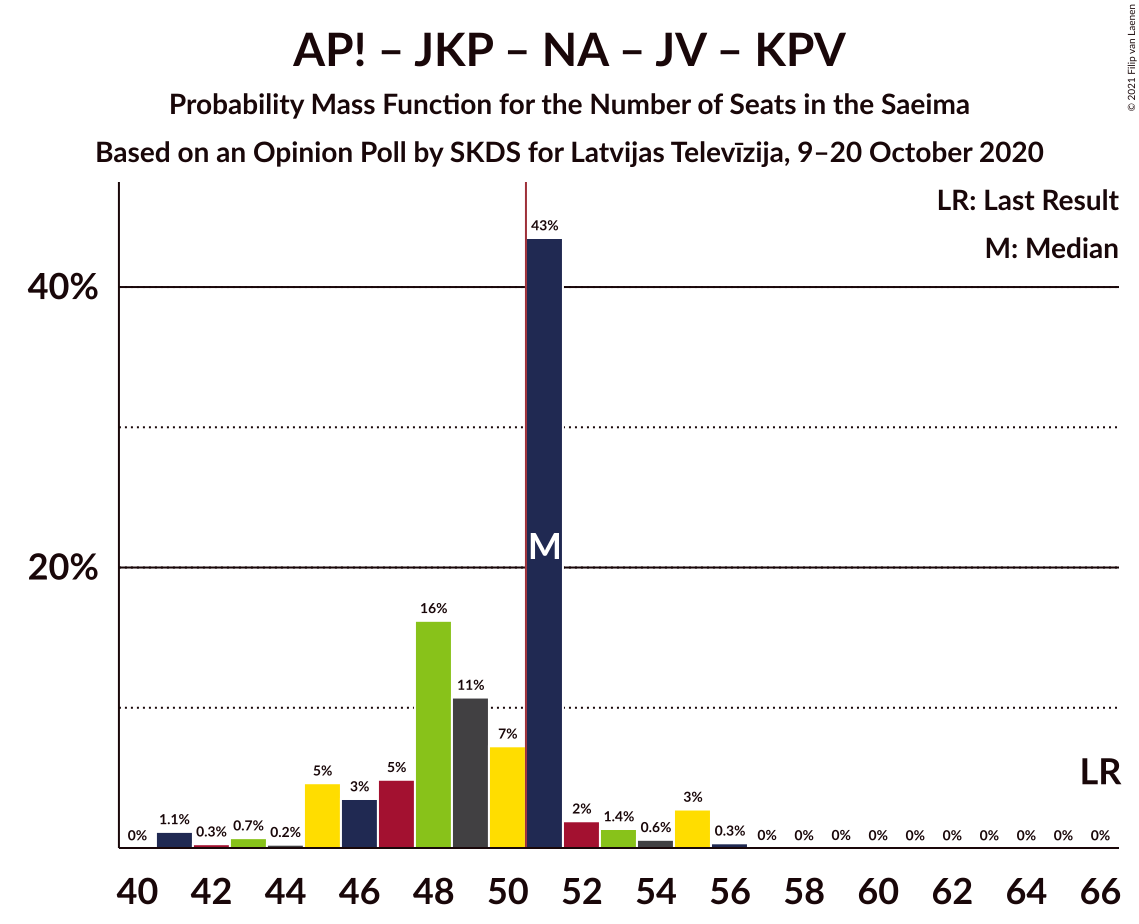 AP! – JKP – NA – JV – KPV
Probability Mass Function for the Number of Seats in the Saeima
Based on an Opinion Poll by SKDS for Latvijas Televīzija, 9–20 October 2020
© 2021 Filip van Laenen
LR: Last Result
M: Median
40%
20%
0% 1.1% 0.3% 0.7% 0.2% 5% 3% 5% 16% 11% 7% 43% 2% 1.4% 0.6% 3% 0.3% 0% 0% 0% 0% 0% 0% 0% 0% 0% 0%
M
LR
40 42 44 46 48 50 52 54 56 58 60 62 64 66